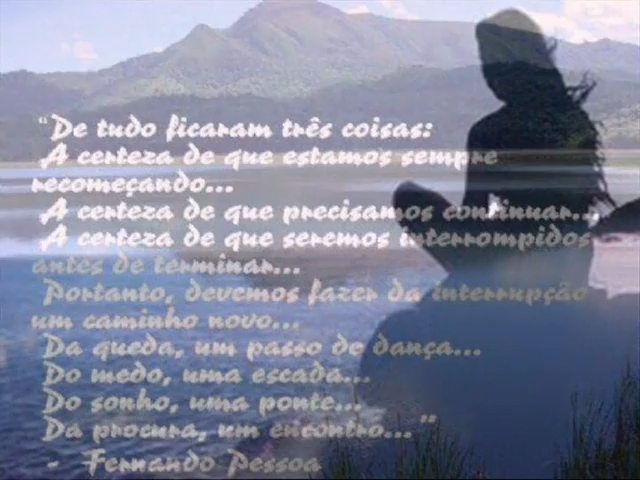 “De tudo ficaram três coisas:
A certeza de que estamos sempre
recomeçando...
A certeza de que precisamos continuar...
A certeza de que seremos interrompidos
antes de terminar...
Portanto, devemos fazer da interrupção
um caminho novo...
Da queda, um passo de dança...
Do medo, uma escada...
Do sonho, uma ponte...
Da procura, um encontro...”
- Fernando Pessoa